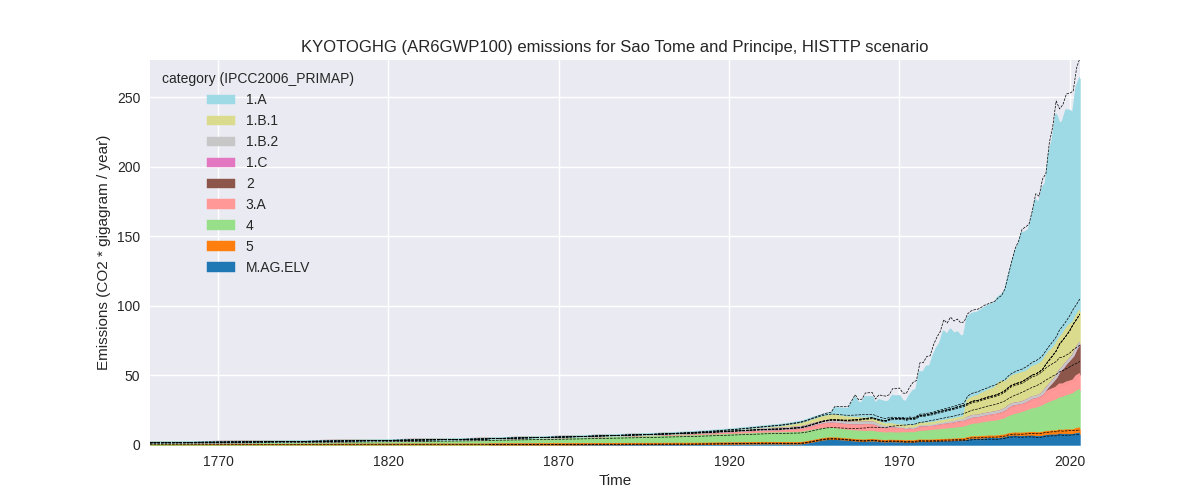 KYOTOGHG (AR6GWP100) emissions for Sao Tome and Principe, HISTTP scenario
category (IPCC2006_PRIMAP)
1.A
1.B.1
1.B.2
1.C
2
3.A
4
5
M.AG.ELV
Emissions (CO2 * gigagram / year)
250
200
150
100
50
0
1770
1820
1870
1920
1970
2020
Time